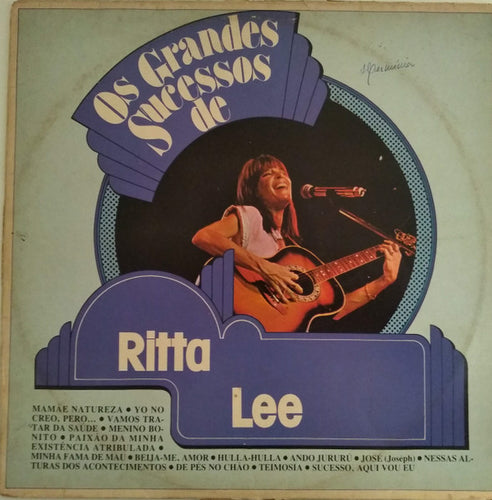 Os Grandes
Sucessos
de
Ritta
Lee
MAMÃE NATUREZA • YO NO
CREO, PERO... • VAMOS TRA-
TAR DA SAÚDE • MENINO BO-
NITO • PAIXÃO DA MINHA
EXISTÊNCIA ATRIBULADA •
MINHA FAMA DE MAU • BEIJA-ME, AMOR • HULLA-HULLA • ANDO JURURÚ • JOSÉ (Joseph) • NESSAS AL-
TURAS DOS ACONTECIMENTOS • DE PÉS NO CHÃO • TEIMOSIA • SUCESSO, AQUI VOU EU